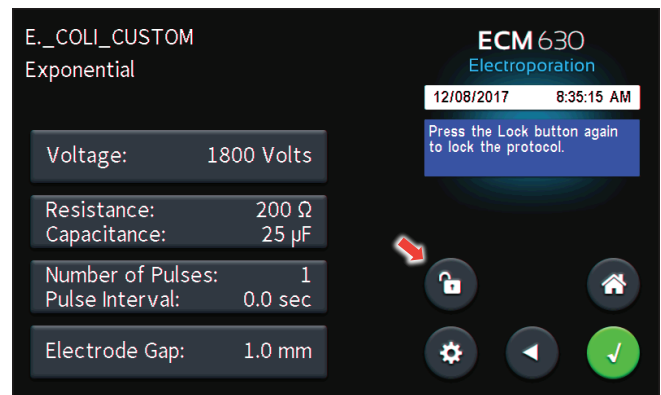 E._COLI_CUSTOM
Exponential
ECM 630
Electroporation
12/08/2017 8:35:15 AM
Press the Lock button again
to lock the protocol.
Voltage: 1800 Volts
Resistance: 200 Ω
Capacitance: 25 µF
Number of Pulses: 1
Pulse Interval: 0.0 sec
Electrode Gap: 1.0 mm